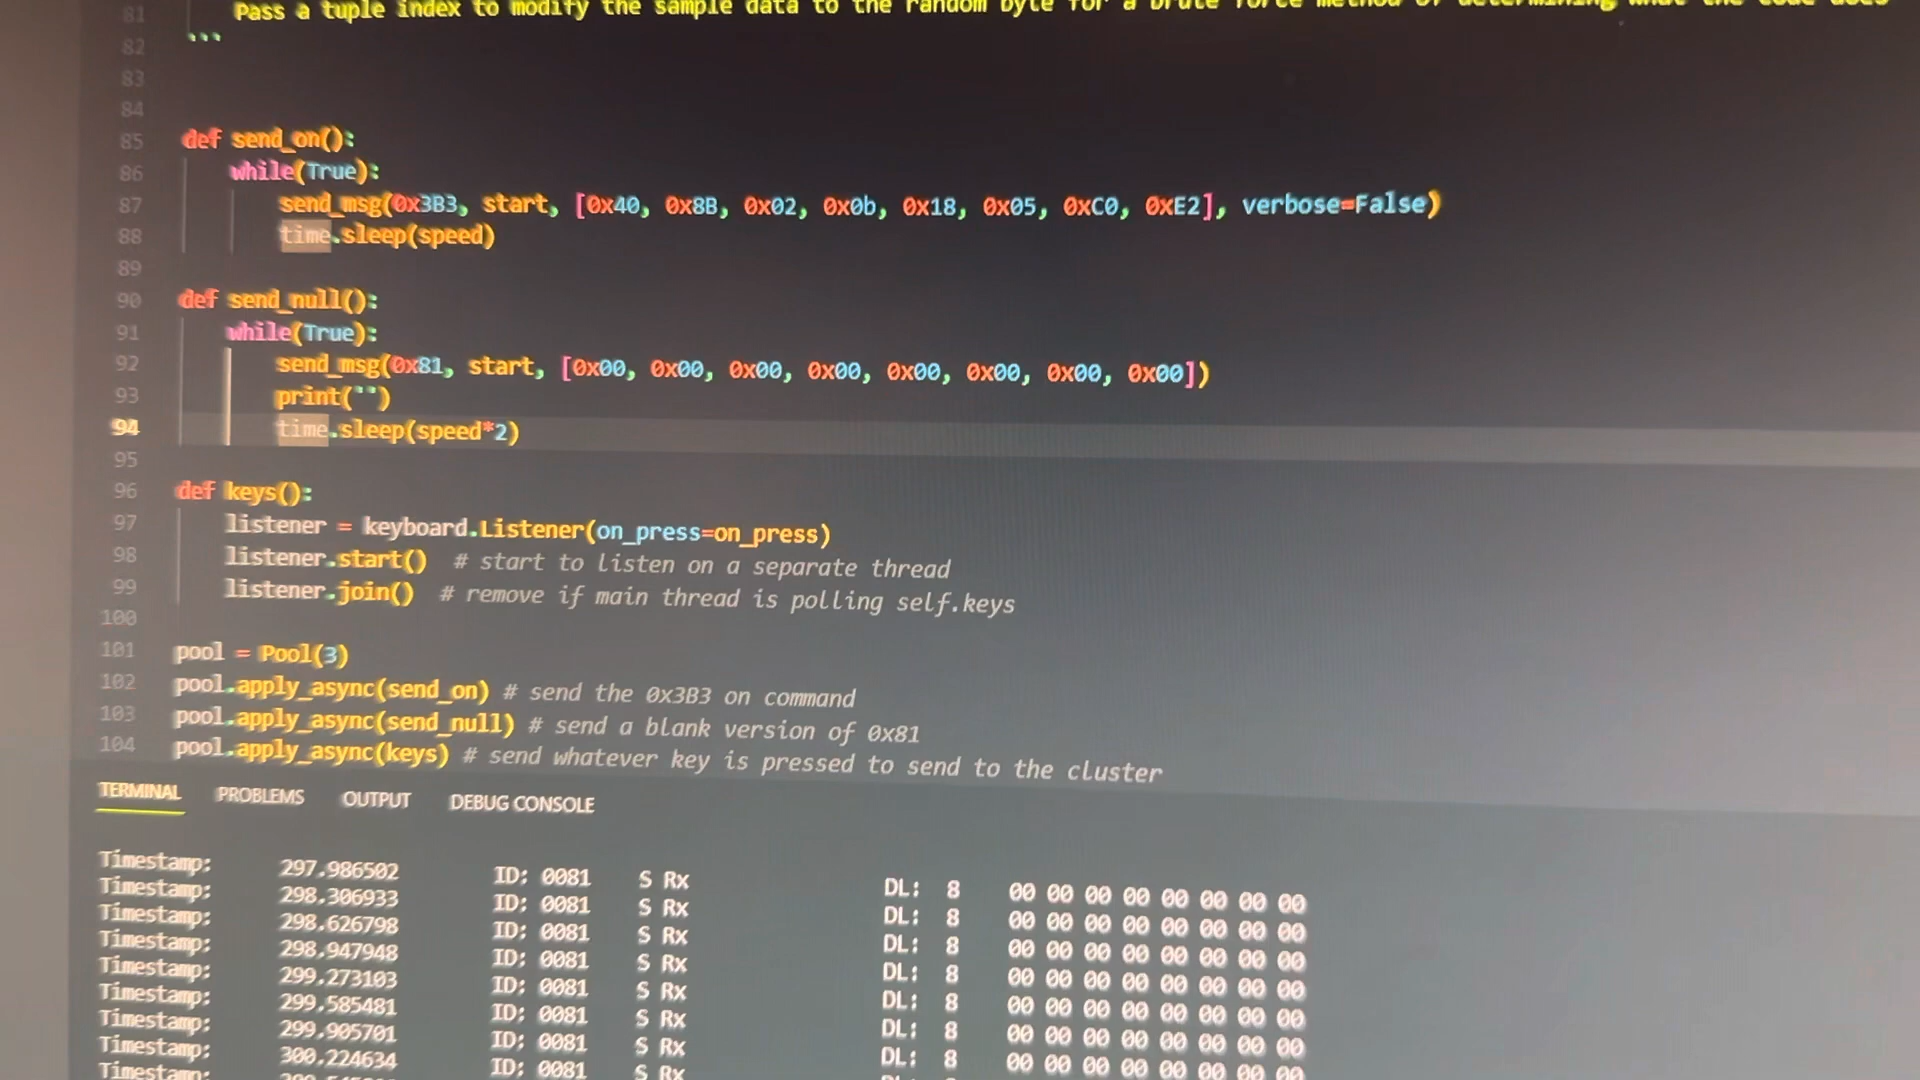 81 Pass a tuple index to modify the sample data to the random byte for a brute force method of determining what the code does
82 '''
83
84
85 def send_on():
86 while(True):
87 send_msg(0x3B3, start, [0x40, 0x8B, 0x02, 0x0b, 0x18, 0x05, 0xC0, 0xE2], verbose=False)
88 time.sleep(speed)
89
90 def send_null():
91 while(True):
92 send_msg(0x81, start, [0x00, 0x00, 0x00, 0x00, 0x00, 0x00, 0x00, 0x00])
93 print("")
94 time.sleep(speed*2)
95
96 def keys():
97 listener = keyboard.Listener(on_press=on_press)
98 listener.start() # start to listen on a separate thread
99 listener.join() # remove if main thread is polling self.keys
100
101 pool = Pool(3)
102 pool.apply_async(send_on) # send the 0x3B3 on command
103 pool.apply_async(send_null) # send a blank version of 0x81
104 pool.apply_async(keys) # send whatever key is pressed to send to the cluster
TERMINAL PROBLEMS OUTPUT DEBUG CONSOLE
Timestamp: 297.986502 ID: 0081 S Rx DL: 8 00 00 00 00 00 00 00 00
Timestamp: 298.306933 ID: 0081 S Rx DL: 8 00 00 00 00 00 00 00 00
Timestamp: 298.626798 ID: 0081 S Rx DL: 8 00 00 00 00 00 00 00 00
Timestamp: 298.947948 ID: 0081 S Rx DL: 8 00 00 00 00 00 00 00 00
Timestamp: 299.273103 ID: 0081 S Rx DL: 8 00 00 00 00 00 00 00 00
Timestamp: 299.585481 ID: 0081 S Rx DL: 8 00 00 00 00 00 00 00 00
Timestamp: 299.905701 ID: 0081 S Rx DL: 8 00 00 00 00 00 00 00 00
Timestamp: 300.224634 ID: 0081 S Rx
Timestamp: